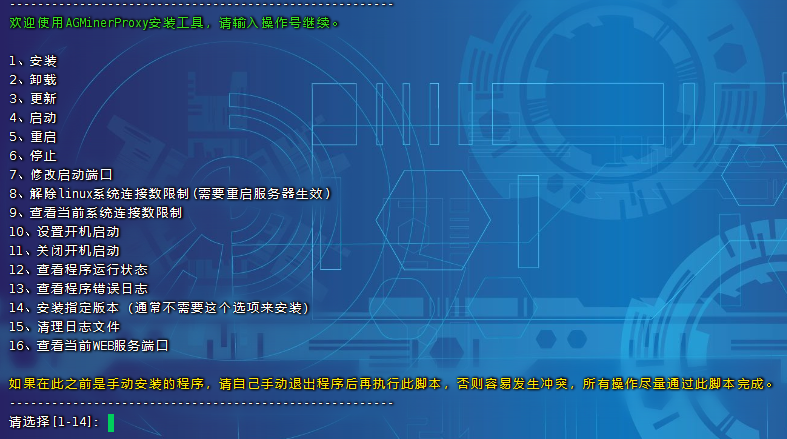 ------------------------------------------------
欢迎使用AGMinerProxy安装工具，请输入操作号继续。
1、安装
2、卸载
3、更新
4、启动
5、重启
6、停止
7、修改启动端口
8、解除linux系统连接数限制(需要重启服务器生效)
9、查看当前系统连接数限制
10、设置开机启动
11、关闭开机启动
12、查看程序运行状态
13、查看程序错误日志
14、安装指定版本 (通常不需要这个选项来安装)
15、清理日志文件
16、查看当前WEB服务端口
如果在此之前是手动安装的程序，请自己手动退出程序后再执行此脚本，否则容易发生冲突，所有操作尽量通过此脚本完成。
------------------------------------------------
请选择[1-14]: